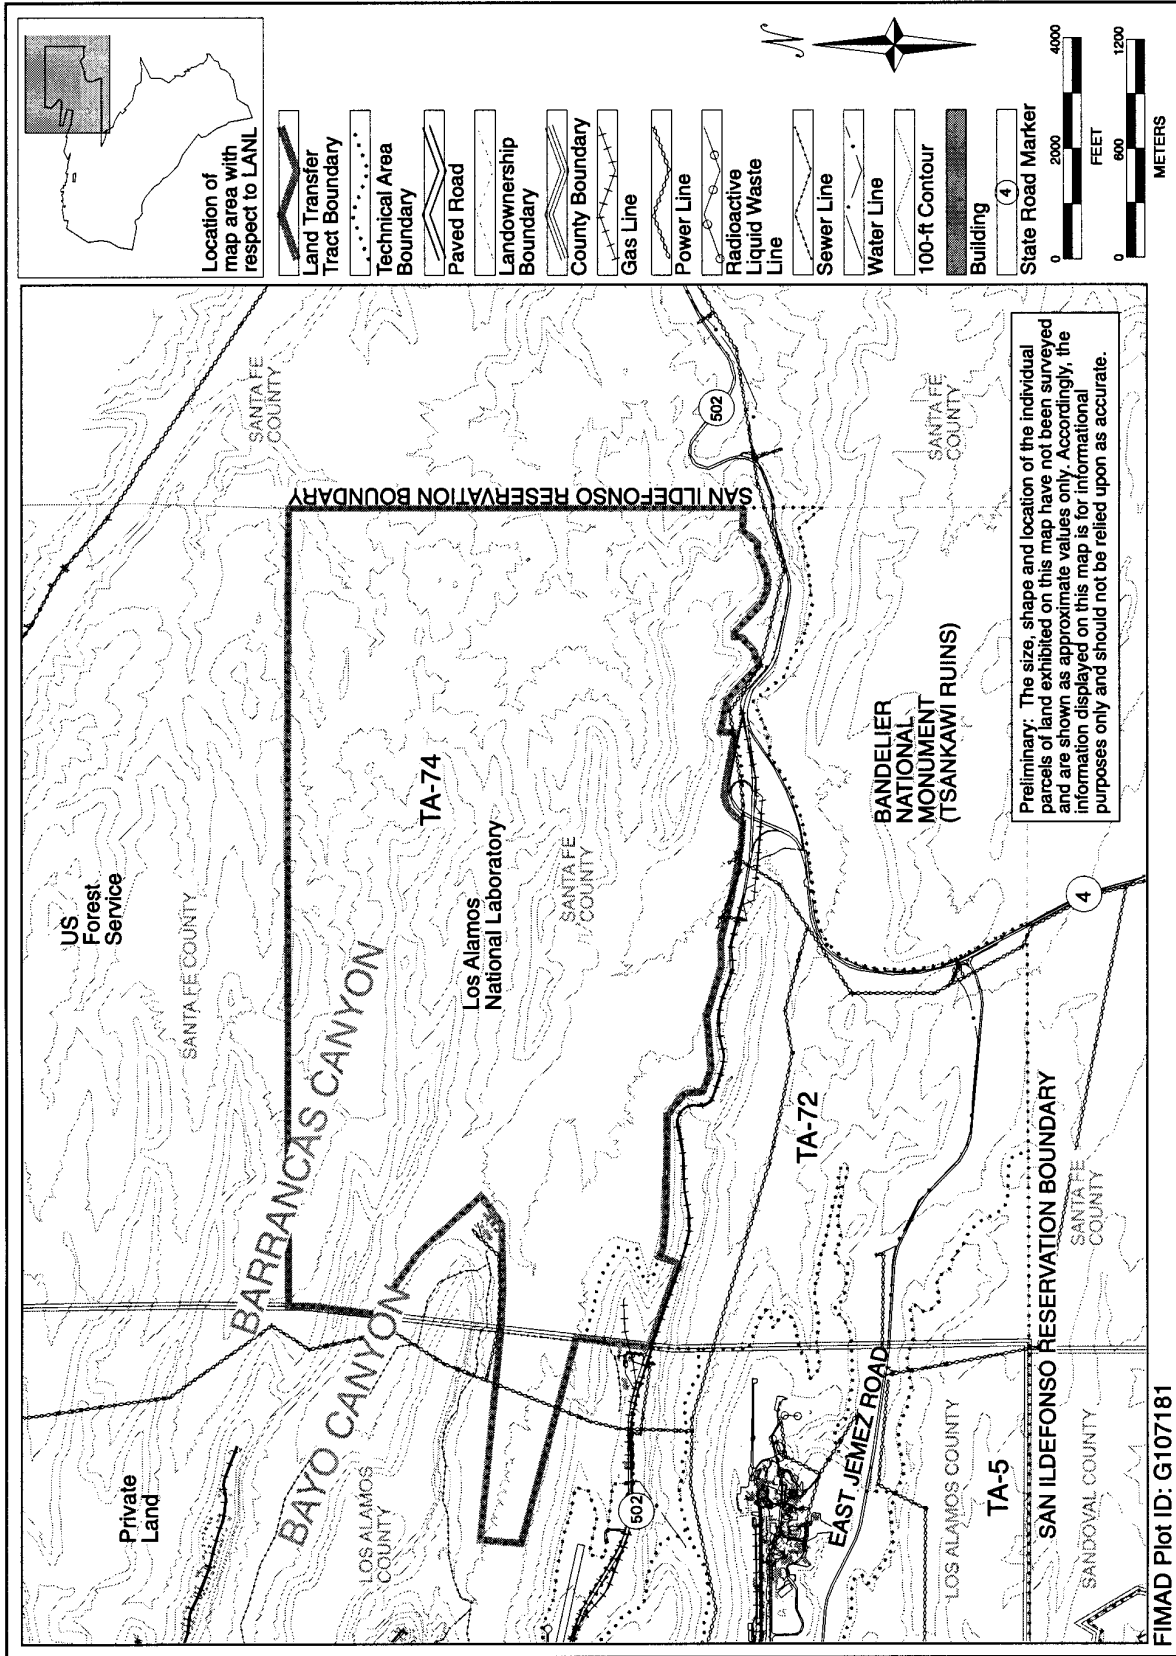 Location of
map area with
respect to LANL
Land Transfer
Tract Boundary
Technical Area
Boundary
Paved Road
Landownership
Boundary
County Boundary
Gas Line
Power Line
Radioactive
Liquid Waste
Line
Sewer Line
Water Line
100-ft Contour
Building
4
State Road Marker
N
0 2000 4000
FEET
0 600 1200
METERS
US
Forest
Service
SANTA FE COUNTY
SANTA FE
COUNTY
Private
Land
BARRANCAS CANYON
BAYO CANYON
LOS ALAMOS
COUNTY
TA-74
Los Alamos
National Laboratory
SANTA FE
COUNTY
SAN ILDEFONSO RESERVATION BOUNDARY
502
502
TA-72
BANDELIER
NATIONAL
MONUMENT
(TSANKAWI RUINS)
SANTA FE
COUNTY
EAST JEMEZ ROAD
4
LOS ALAMOS COUNTY
TA-5
SAN ILDEFONSO RESERVATION BOUNDARY
SANDOVAL COUNTY
SANTA FE
COUNTY
Preliminary: The size, shape and location of the individual
parcels of land exhibited on this map have not been surveyed
and are shown as approximate values only. Accordingly, the
information displayed on this map is for informational
purposes only and should not be relied upon as accurate.
FIMAD Plot ID: G107181